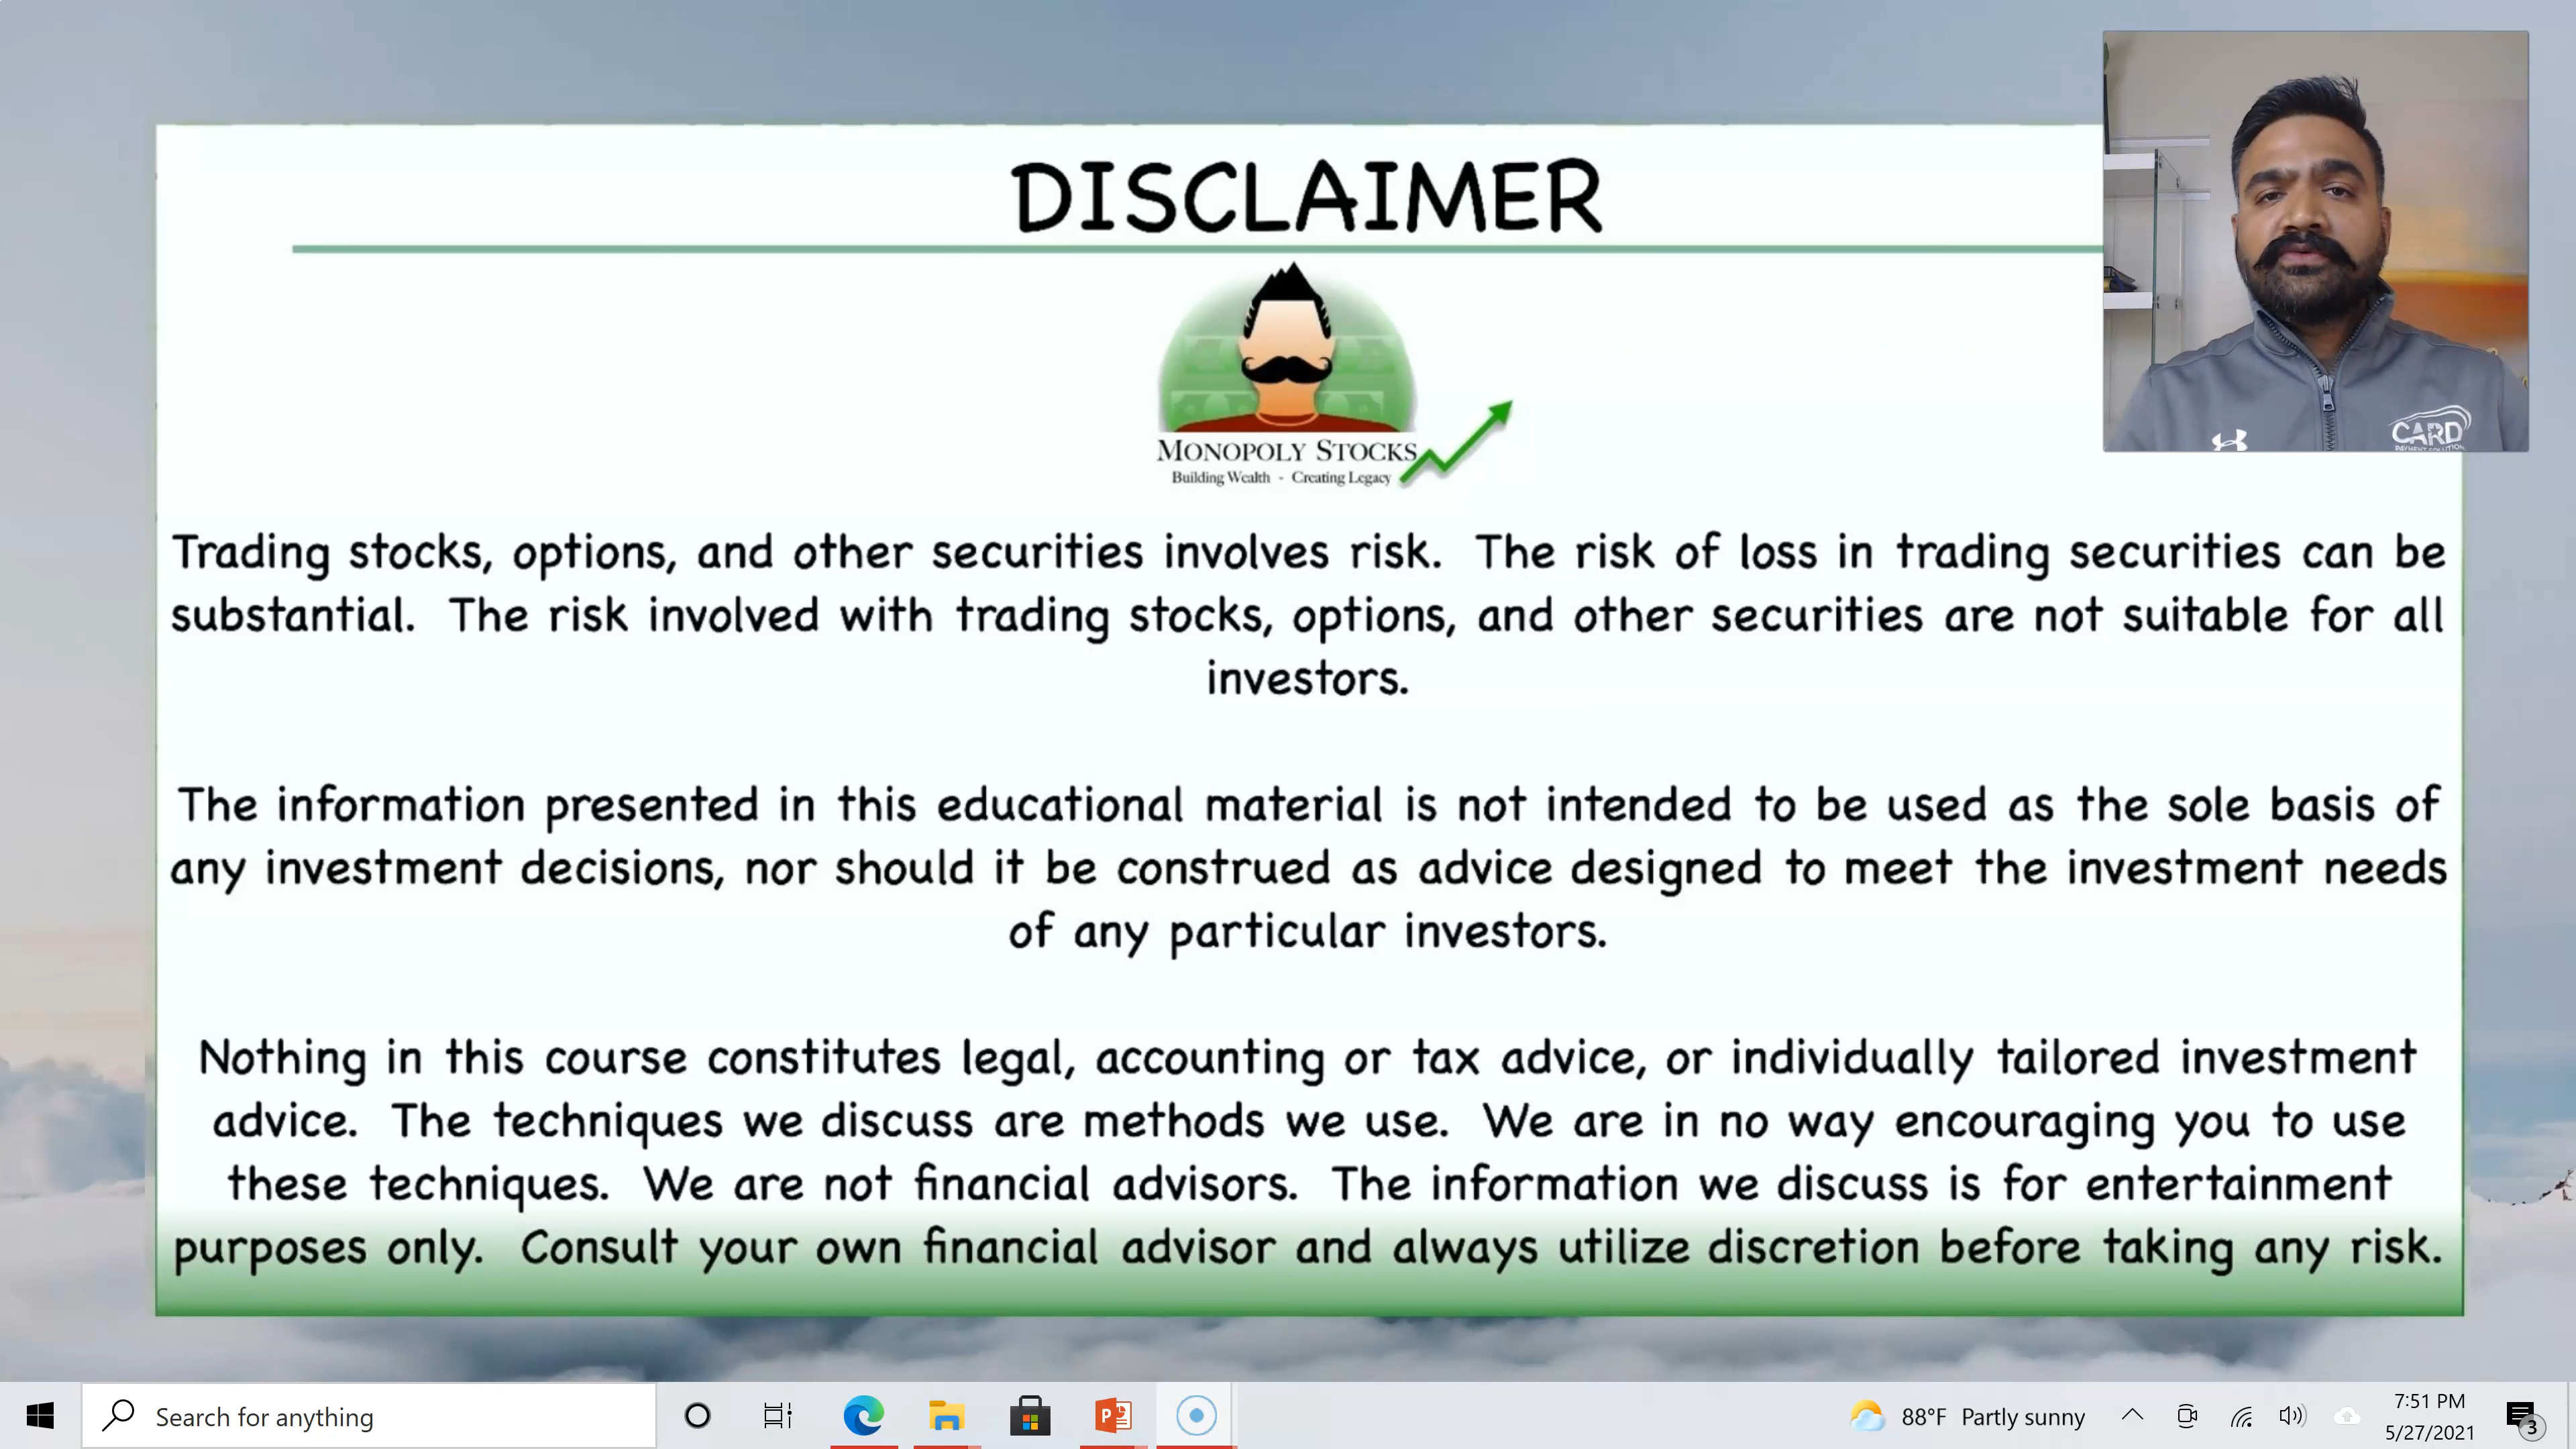 DISCLAIMER
MONOPOLY STOCKS
Building Wealth - Creating Legacy
CARD
PAYMENT SOLUTION
Trading stocks, options, and other securities involves risk. The risk of loss in trading securities can be
substantial. The risk involved with trading stocks, options, and other securities are not suitable for all
investors.
The information presented in this educational material is not intended to be used as the sole basis of
any investment decisions, nor should it be construed as advice designed to meet the investment needs
of any particular investors.
Nothing in this course constitutes legal, accounting or tax advice, or individually tailored investment
advice. The techniques we discuss are methods we use. We are in no way encouraging you to use
these techniques. We are not financial advisors. The information we discuss is for entertainment
purposes only. Consult your own financial advisor and always utilize discretion before taking any risk.
Search for anything
P
88°F Partly sunny
7:51 PM
5/27/2021
3